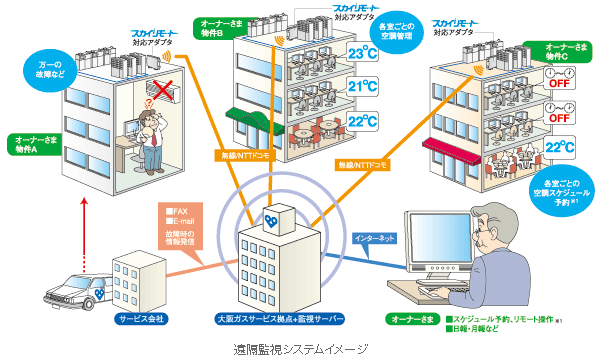 スカイリモート
対応アダプタ
オーナーさま
物件B
各室ごとの
空調管理
スカイリモート
対応アダプタ
オーナーさま
物件C
スカイリモート
対応アダプタ
万一の
故障など
23℃
21℃
22℃
OFF
OFF
22℃
オーナーさま
物件A
?
無線/NTTドコモ
無線/NTTドコモ
各室ごとの
空調スケジュール
予約※1
■FAX
■E-mail
故障時の
情報発信
インターネット
サービス会社
大阪ガスサービス拠点+監視サーバー
オーナーさま
■スケジュール予約、リモート操作※1
■日報・月報など
遠隔監視システムイメージ